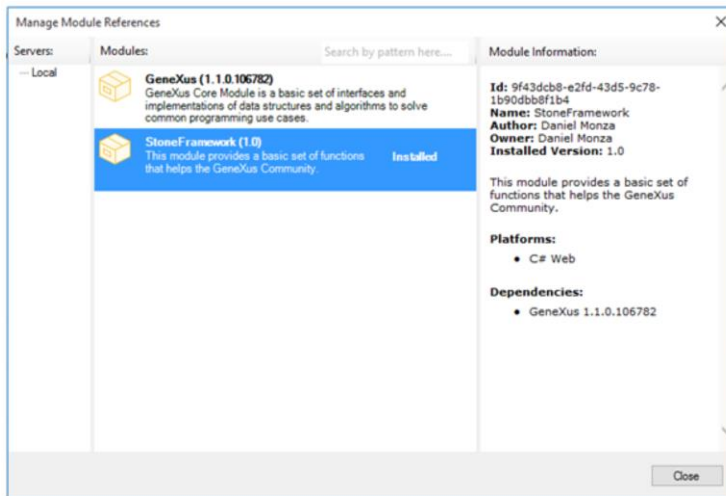 Manage Module References
Servers:
Modules:
Search by pattern here....
Module Information:
Local
GeneXus (1.1.0.106782)
GeneXus Core Module is a basic set of interfaces and
implementations of data structures and algorithms to solve
common programming use cases.
StoneFramework (1.0)
This module provides a basic set of functions
that helps the GeneXus Community.
Installed
Id: 9f43dcb8-e2fd-43d5-9c78-
1b90dbb8f1b4
Name: StoneFramework
Author: Daniel Monza
Owner: Daniel Monza
Installed Version: 1.0
This module provides a basic set of
functions that helps the GeneXus
Community.
Platforms:
• C# Web
Dependencies:
• GeneXus 1.1.0.106782
Close